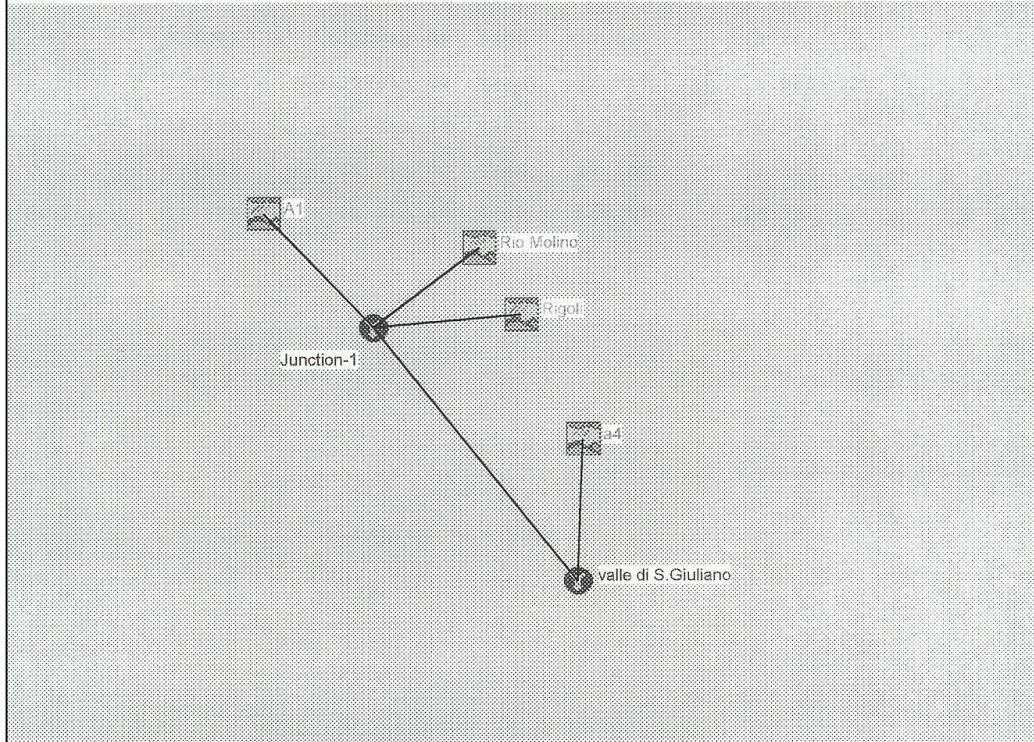 A1
Rio Molino
Rigoli
Junction-1
a4
valle di S.Giuliano